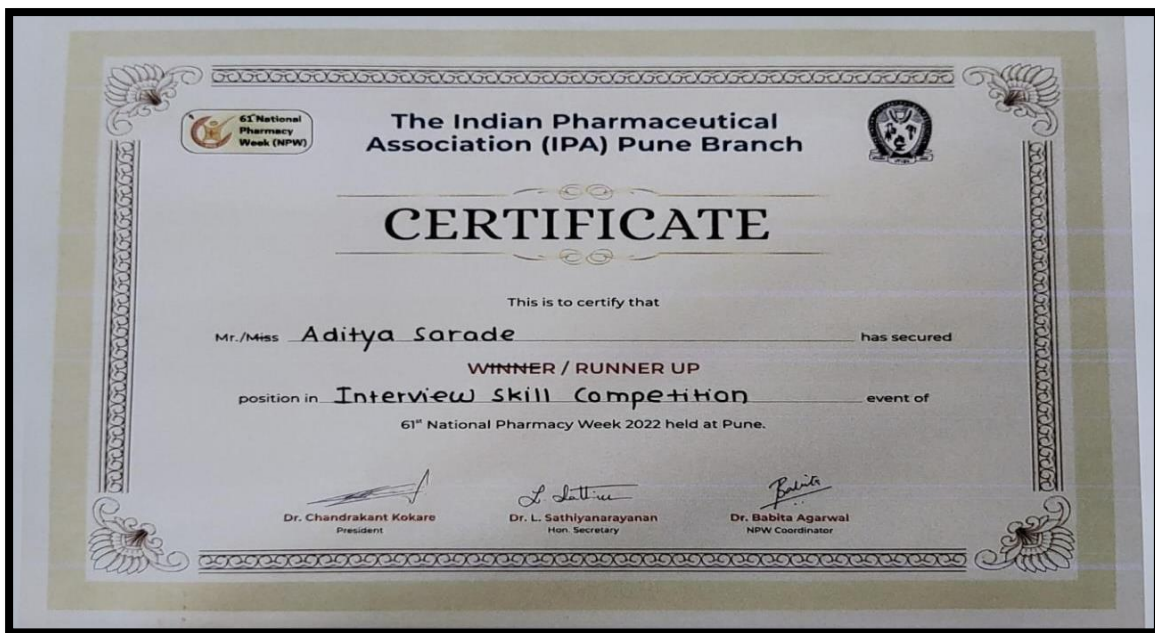 61st National
Pharmacy
Week (NPW)
The Indian Pharmaceutical
Association (IPA) Pune Branch
CERTIFICATE
This is to certify that
Mr./Miss Aditya Sarade has secured
WINNER / RUNNER UP
position in Interview Skill Competition event of
61st National Pharmacy Week 2022 held at Pune.
L. Sathiya Babita
Dr. Chandrakant Kokare Dr. L. Sathiyanarayanan Dr. Babita Agarwal
President Hon. Secretary NPW Coordinator